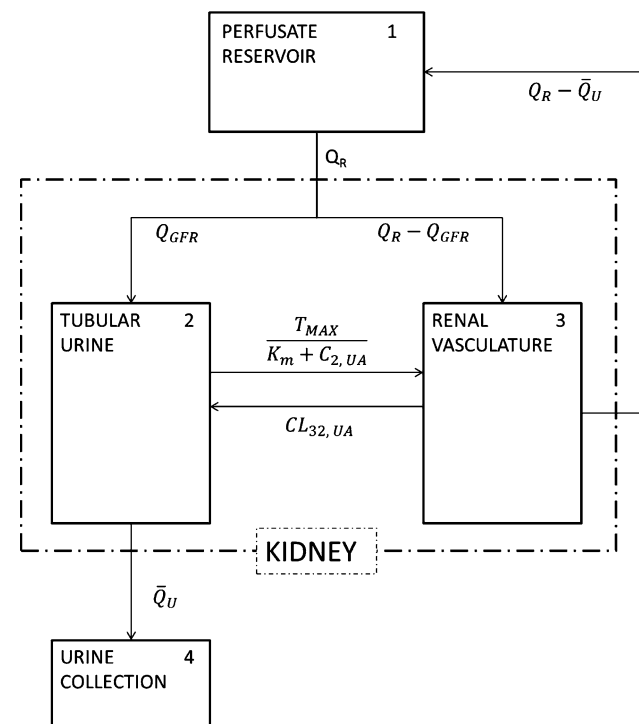 PERFUSATE 1
RESERVOIR
Q_R − Q̄_U
Q_R
Q_GFR
Q_R − Q_GFR
TUBULAR 2
URINE
T_MAX
K_m + C_2, UA
RENAL 3
VASCULATURE
CL_32, UA
KIDNEY
Q̄_U
URINE 4
COLLECTION